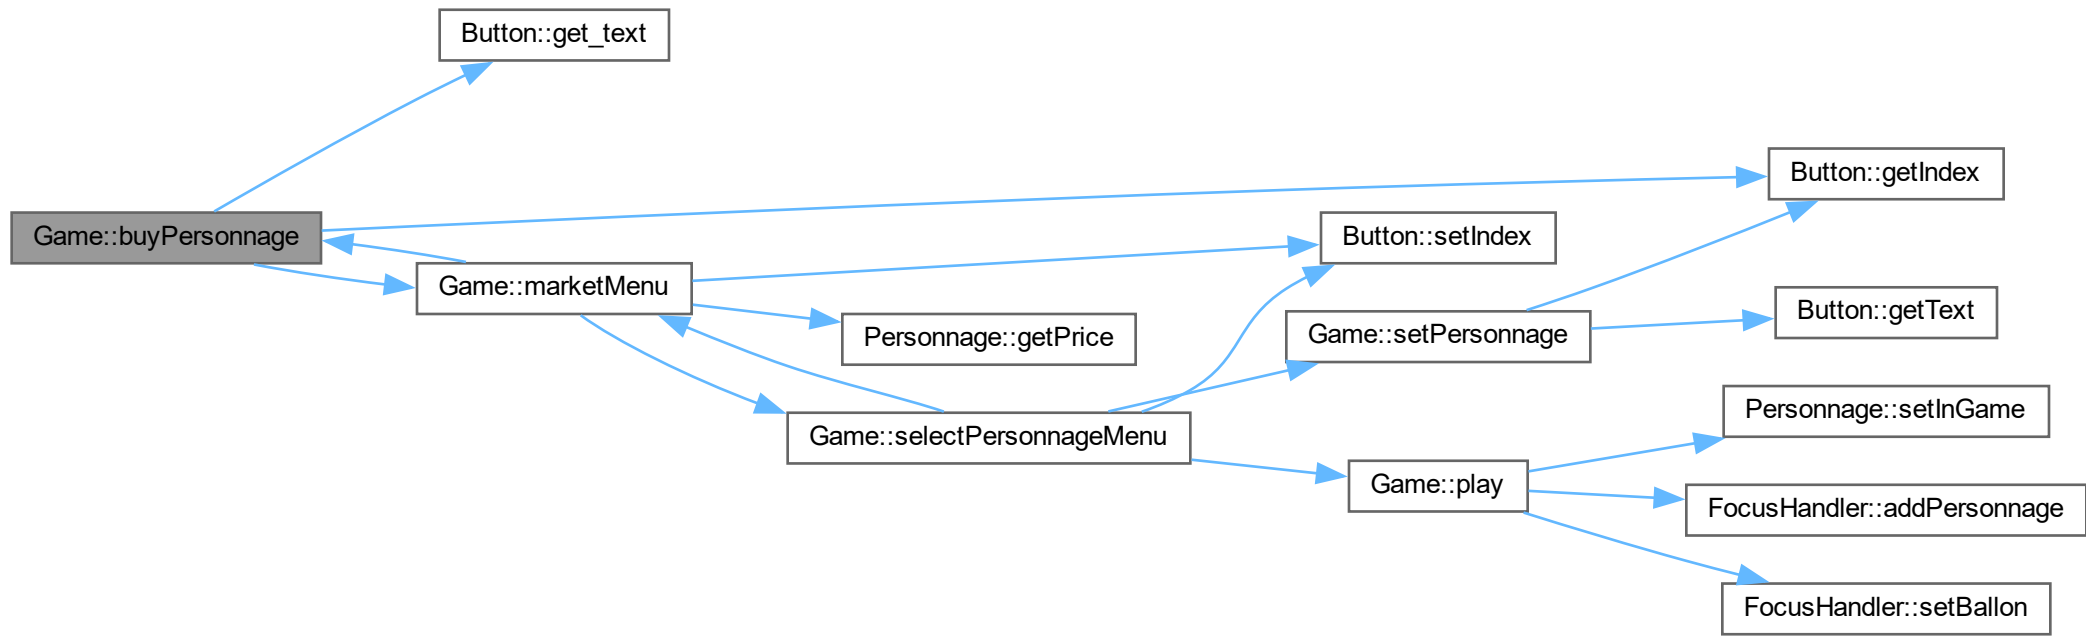 Button::get_text
Button::getIndex
Game::buyPersonnage
Button::setIndex
Game::marketMenu
Button::getText
Game::setPersonnage
Personnage::getPrice
Personnage::setInGame
Game::selectPersonnageMenu
Game::play
FocusHandler::addPersonnage
FocusHandler::setBallon